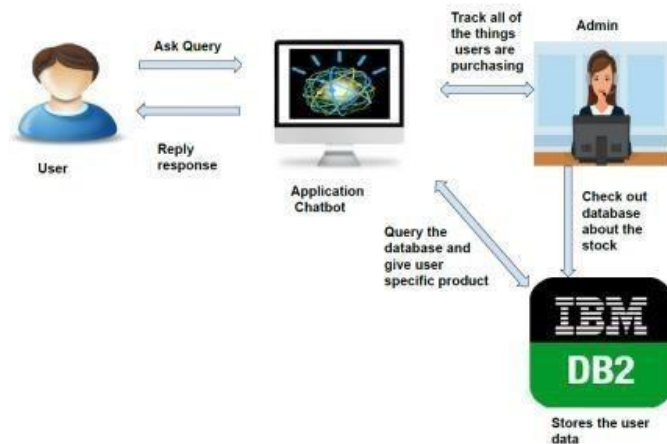 Ask Query
Reply
response
User
Application
Chatbot
Track all of
the things
users are
purchasing
Admin
Query the
database and
give user
specific product
Check out
database
about the
stock
IBM
DB2
Stores the user
data